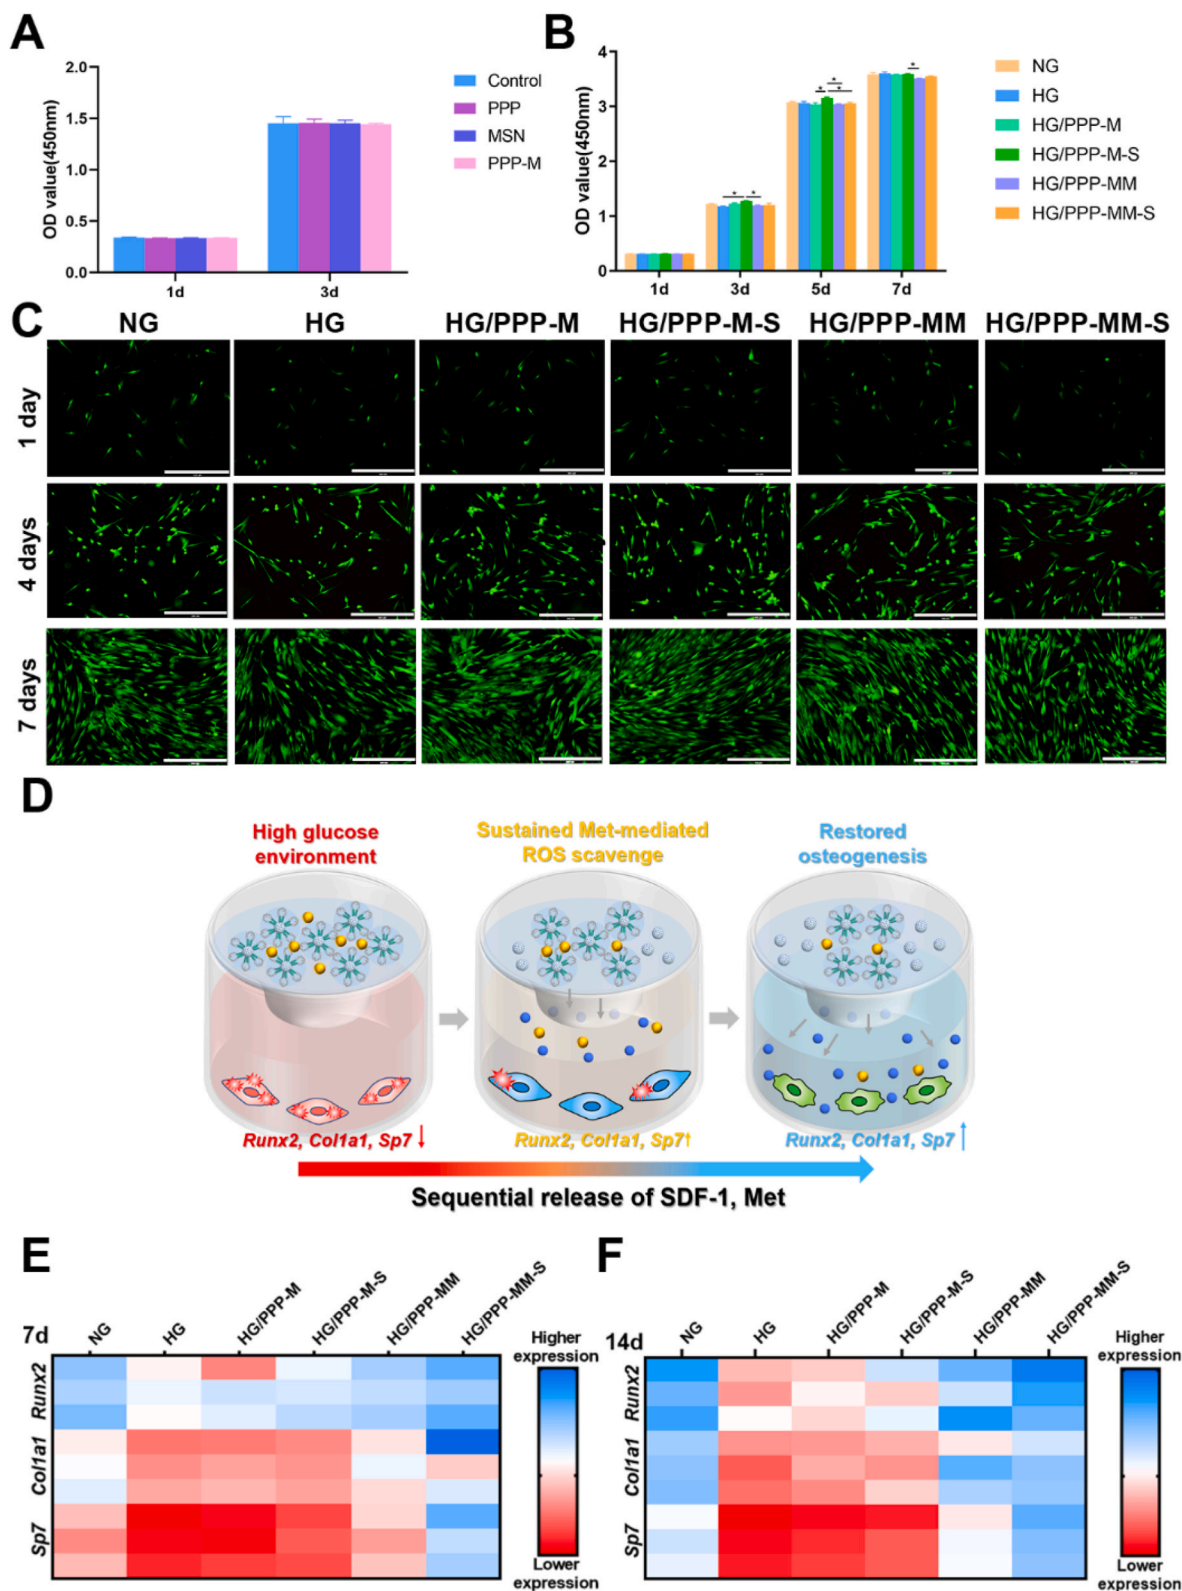 A
OD value(450nm)
2.0
1.5
1.0
0.5
0.0
1d
3d
Control
PPP
MSN
PPP-M
B
OD value(450nm)
4
3
2
1
0
*
*
*
*
*
*
1d
3d
5d
7d
NG
HG
HG/PPP-M
HG/PPP-M-S
HG/PPP-MM
HG/PPP-MM-S
C
NG
HG
HG/PPP-M
HG/PPP-M-S
HG/PPP-MM
HG/PPP-MM-S
1 day
4 days
7 days
D
High glucose
environment
Sustained Met-mediated
ROS scavenge
Restored
osteogenesis
Runx2, Col1a1, Sp7↓
Runx2, Col1a1, Sp7↑
Runx2, Col1a1, Sp7↑
Sequential release of SDF-1, Met
E
7d
NG
HG
HG/PPP-M
HG/PPP-M-S
HG/PPP-MM
HG/PPP-MM-S
Runx2
Col1a1
Sp7
Higher
expression
Lower
expression
F
14d
NG
HG
HG/PPP-M
HG/PPP-M-S
HG/PPP-MM
HG/PPP-MM-S
Runx2
Col1a1
Sp7
Higher
expression
Lower
expression